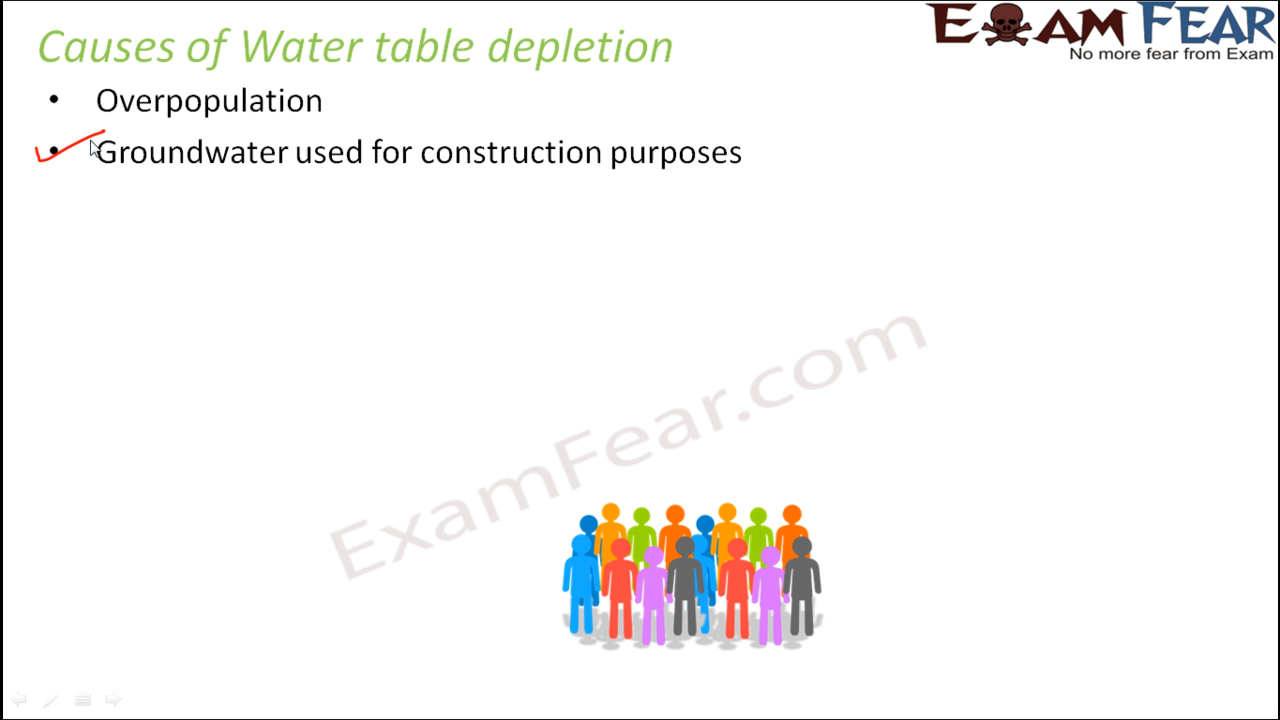 EXAM FEAR
No more fear from Exam
Causes of Water table depletion
• Overpopulation
• Groundwater used for construction purposes
ExamFear.com